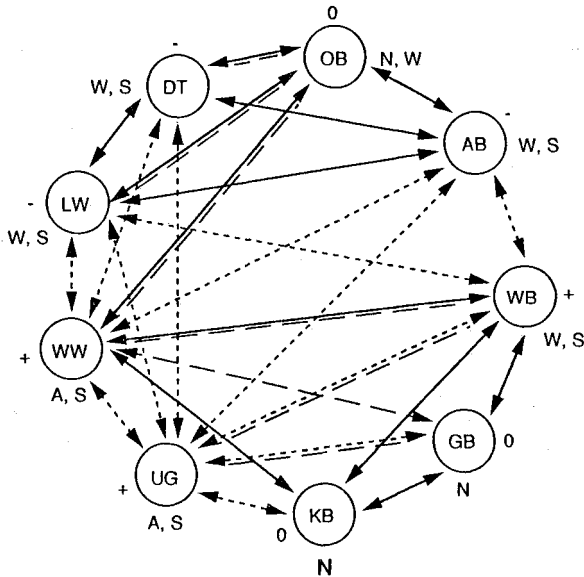 0
OB
N, W
-
W, S
DT
-
AB
W, S
-
LW
W, S
WB
+
W, S
+
WW
A, S
GB
0
N
+
UG
A, S
KB
0
N